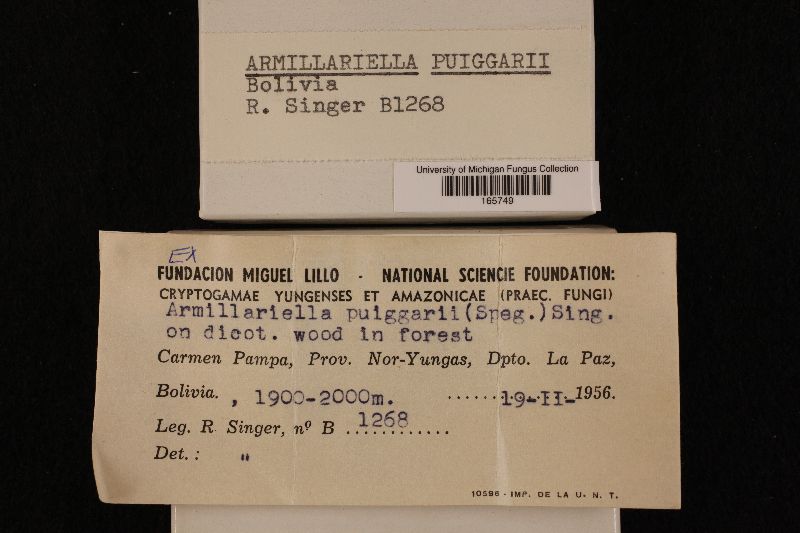 ARMILLARIELLA PUIGGARII
Bolivia
R. Singer B1268
University of Michigan Fungus Collection
165749
Ex
FUNDACION MIGUEL LILLO - NATIONAL SCIENCIE FOUNDATION:
CRYPTOGAMAE YUNGENSES ET AMAZONICAE (PRAEC. FUNGI)
Armillariella puiggarii(Speg.)Sing.
on dicot. wood in forest
Carmen Pampa, Prov. Nor-Yungas, Dpto. La Paz,
Bolivia. , 1900-2000m. ......19-II-1956.
Leg. R. Singer, nº B 1268............
Det.: "
10596 - IMP. DE LA U. N. T.